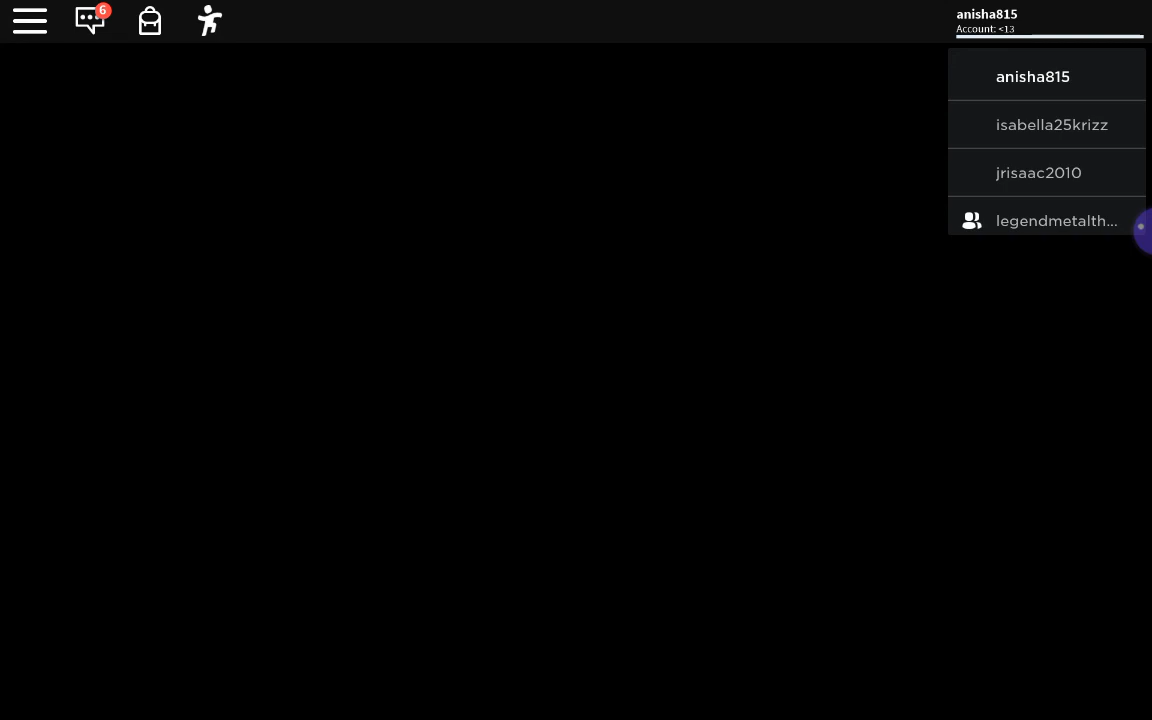 6
anisha815
Account: <13
anisha815
isabella25krizz
jrisaac2010
legendmetalth...